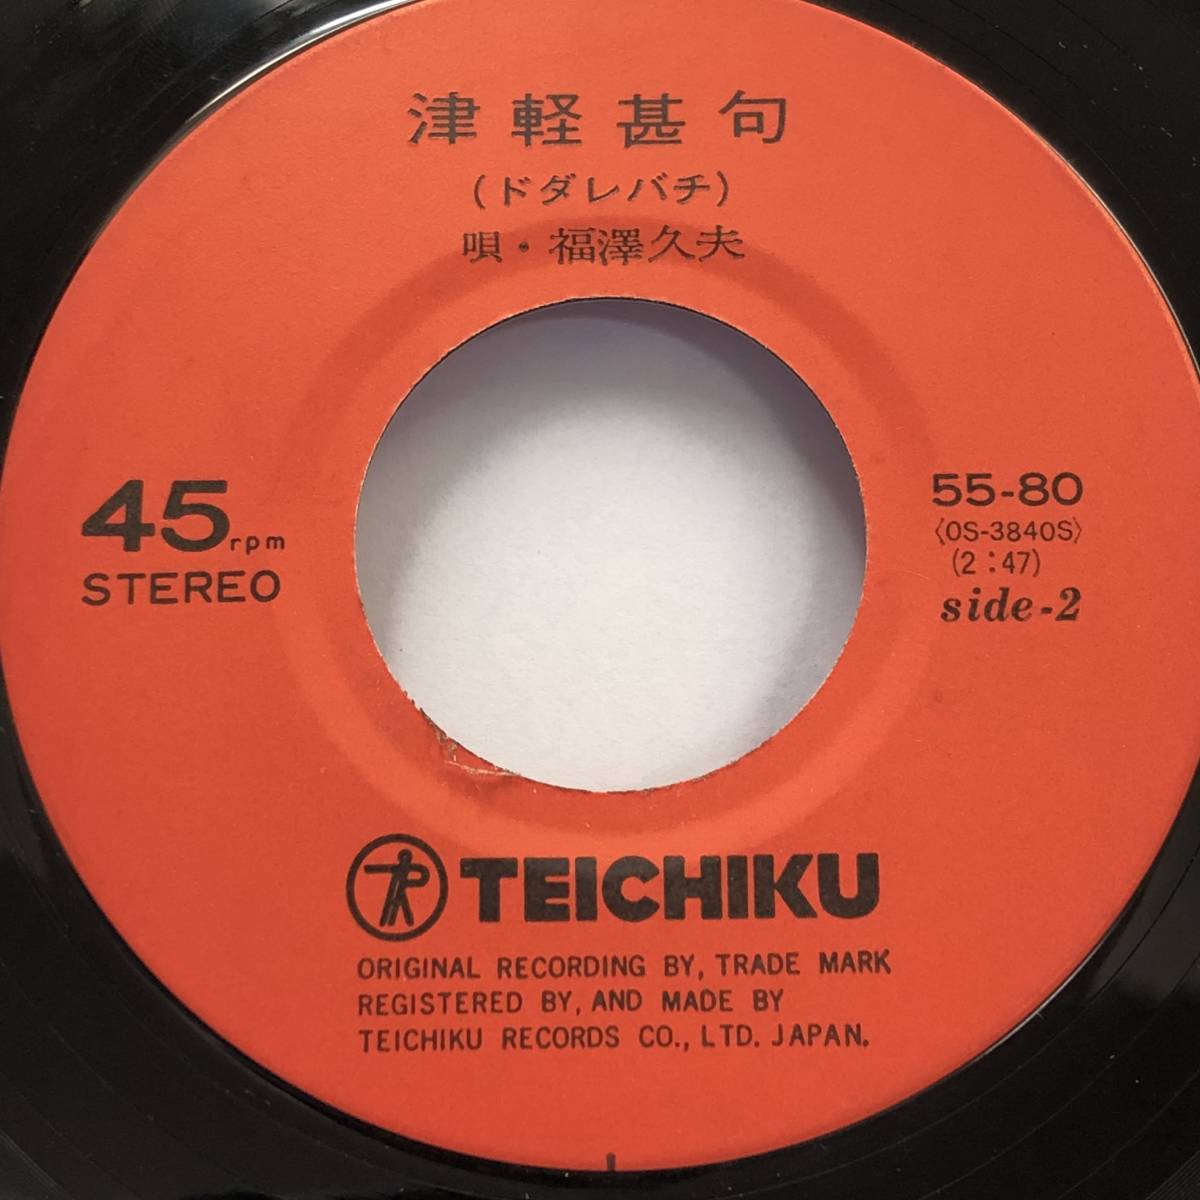 津軽甚句
(ドダレバチ)
唄・福澤久夫
45rpm
STEREO
55-80
〈OS-3840S〉
(2:47)
side-2
TEICHIKU
ORIGINAL RECORDING BY, TRADE MARK
REGISTERED BY, AND MADE BY
TEICHIKU RECORDS CO., LTD. JAPAN.